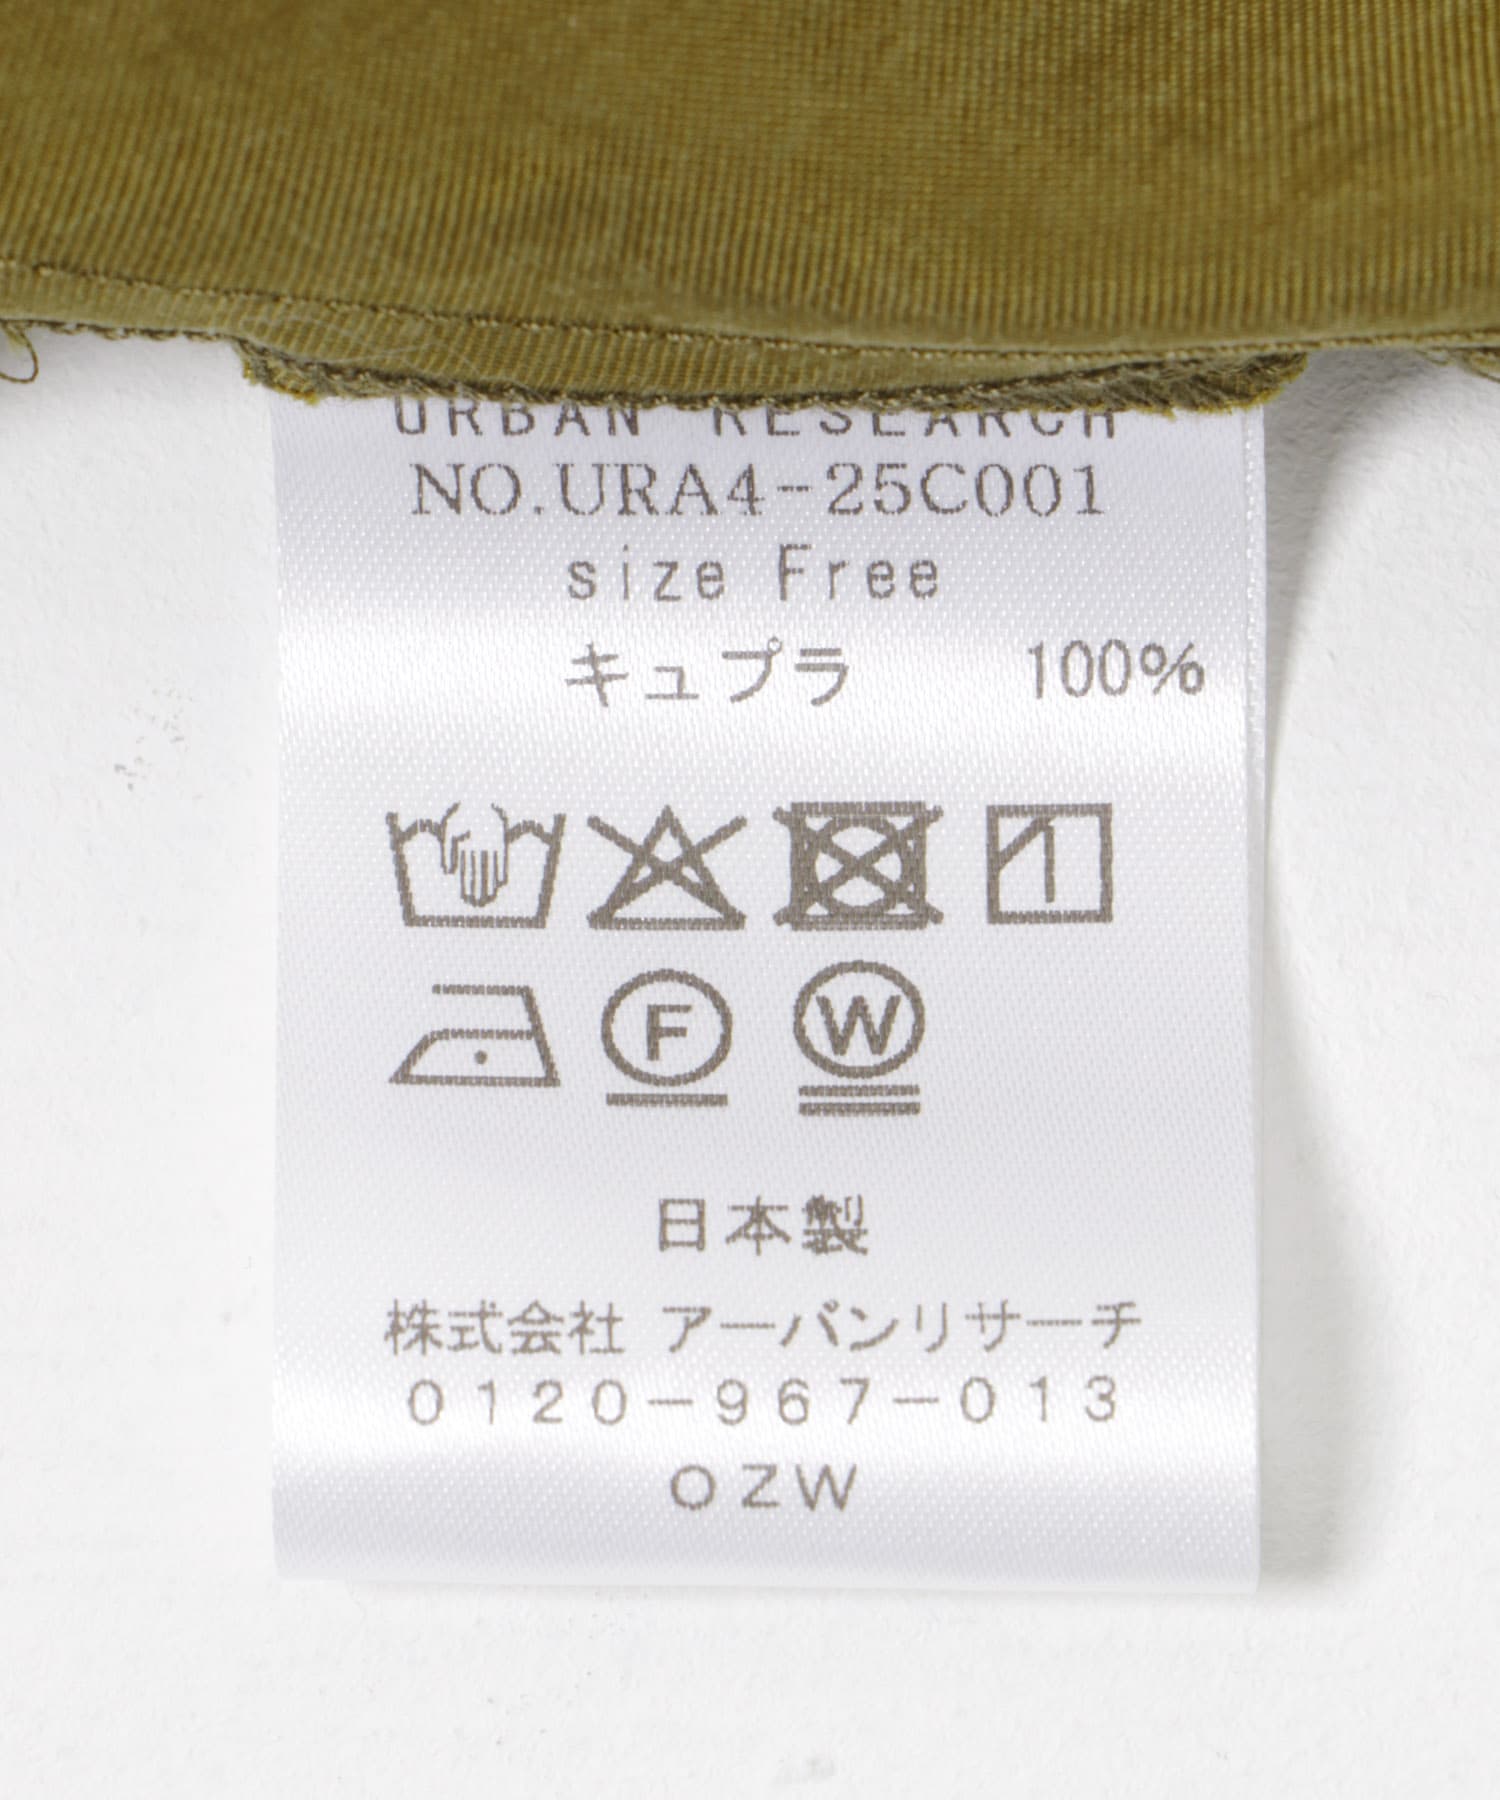 URBAN RESEARCH
NO.URA4-25C001
size Free
キュプラ 100%
F W
日本製
株式会社 アーバンリサーチ
0120-967-013
OZW